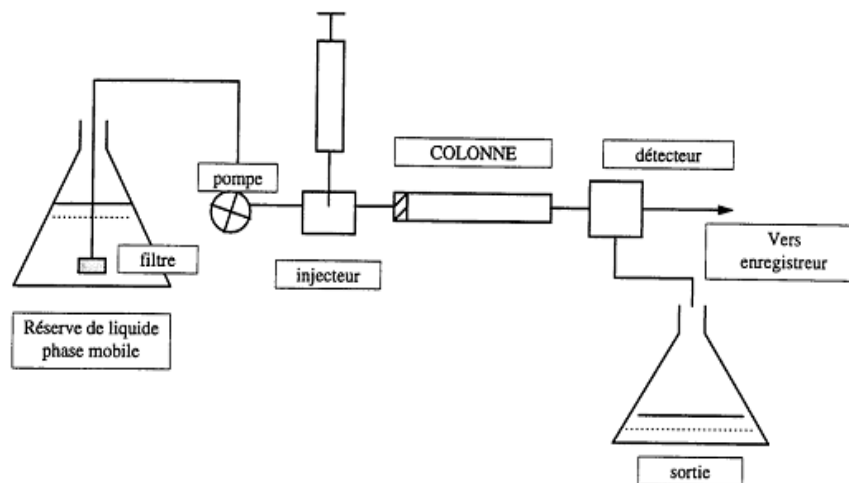 COLONNE
détecteur
pompe
filtre
injecteur
Vers
enregistreur
Réserve de liquide
phase mobile
sortie